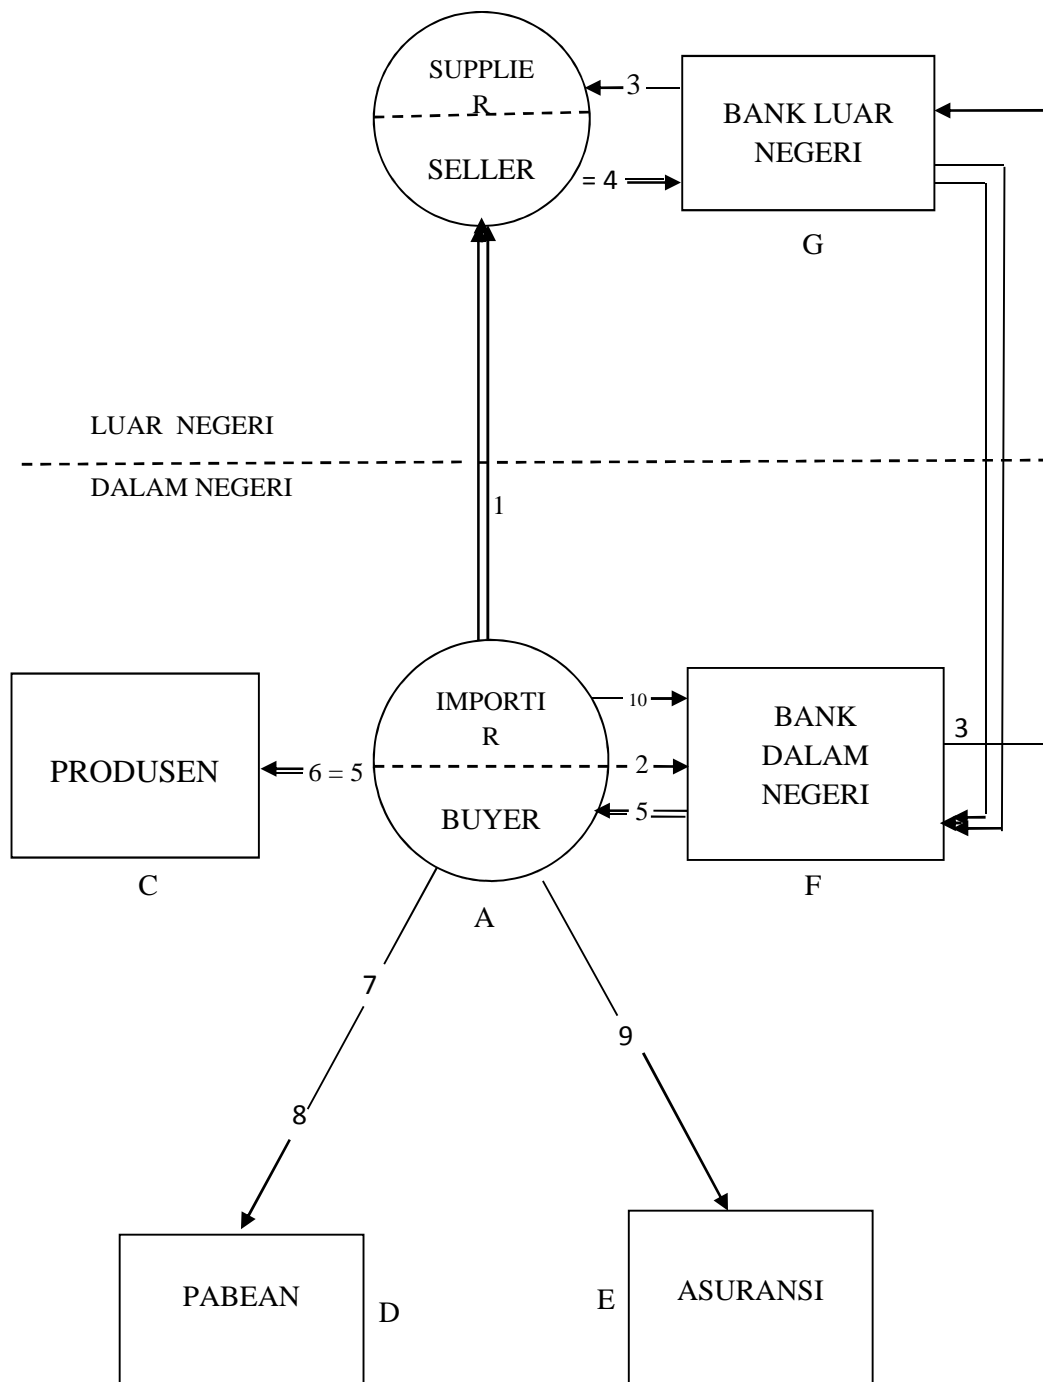 SUPPLIE
R
SELLER
3
= 4
BANK LUAR
NEGERI
G
LUAR NEGERI
DALAM NEGERI
1
PRODUSEN
C
6 = 5
IMPORTI
R
BUYER
A
10
2
5
BANK
DALAM
NEGERI
F
3
7
8
9
PABEAN
D
E
ASURANSI